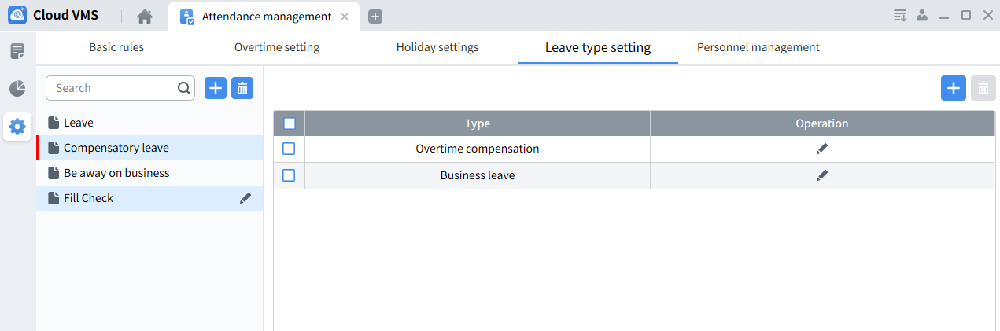 Cloud VMS
Attendance management
Basic rules
Overtime setting
Holiday settings
Leave type setting
Personnel management
Search
Leave
Compensatory leave
Be away on business
Fill Check
Type
Operation
Overtime compensation
Business leave